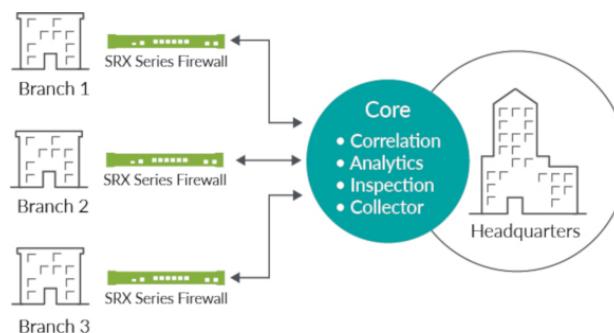 SRX Series Firewall
Branch 1
SRX Series Firewall
Branch 2
SRX Series Firewall
Branch 3
Core
• Correlation
• Analytics
• Inspection
• Collector
Headquarters